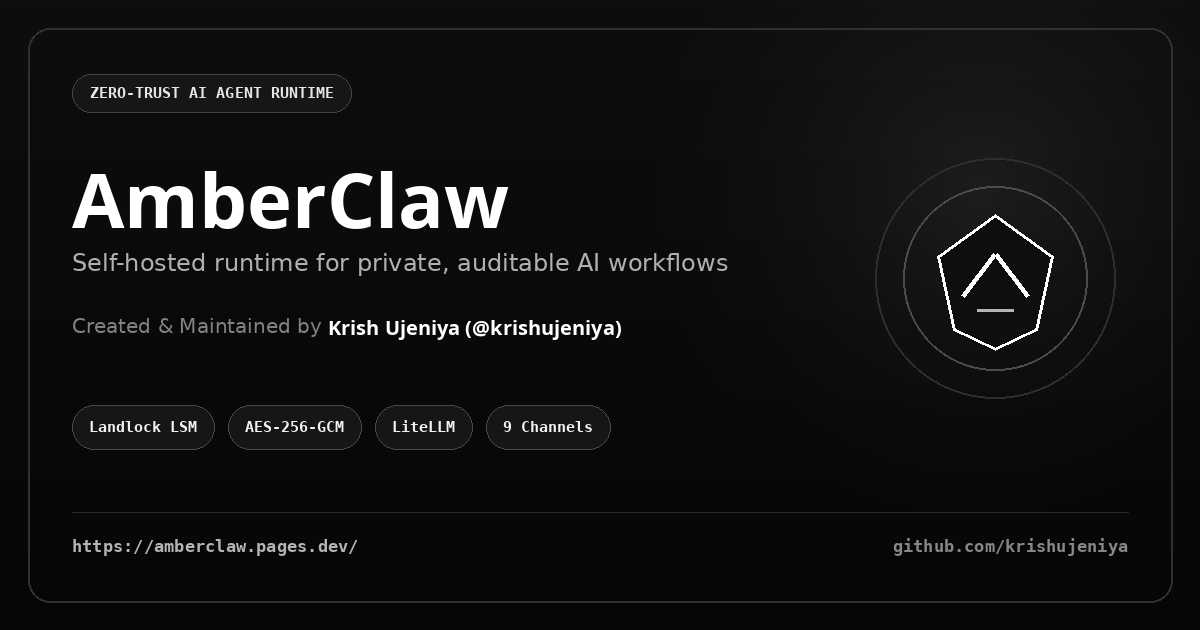 ZERO-TRUST AI AGENT RUNTIME
AmberClaw
Self-hosted runtime for private, auditable AI workflows
Created & Maintained by Krish Ujeniya (@krishujeniya)
Landlock LSM AES-256-GCM LiteLLM 9 Channels
https://amberclaw.pages.dev/ github.com/krishujeniya